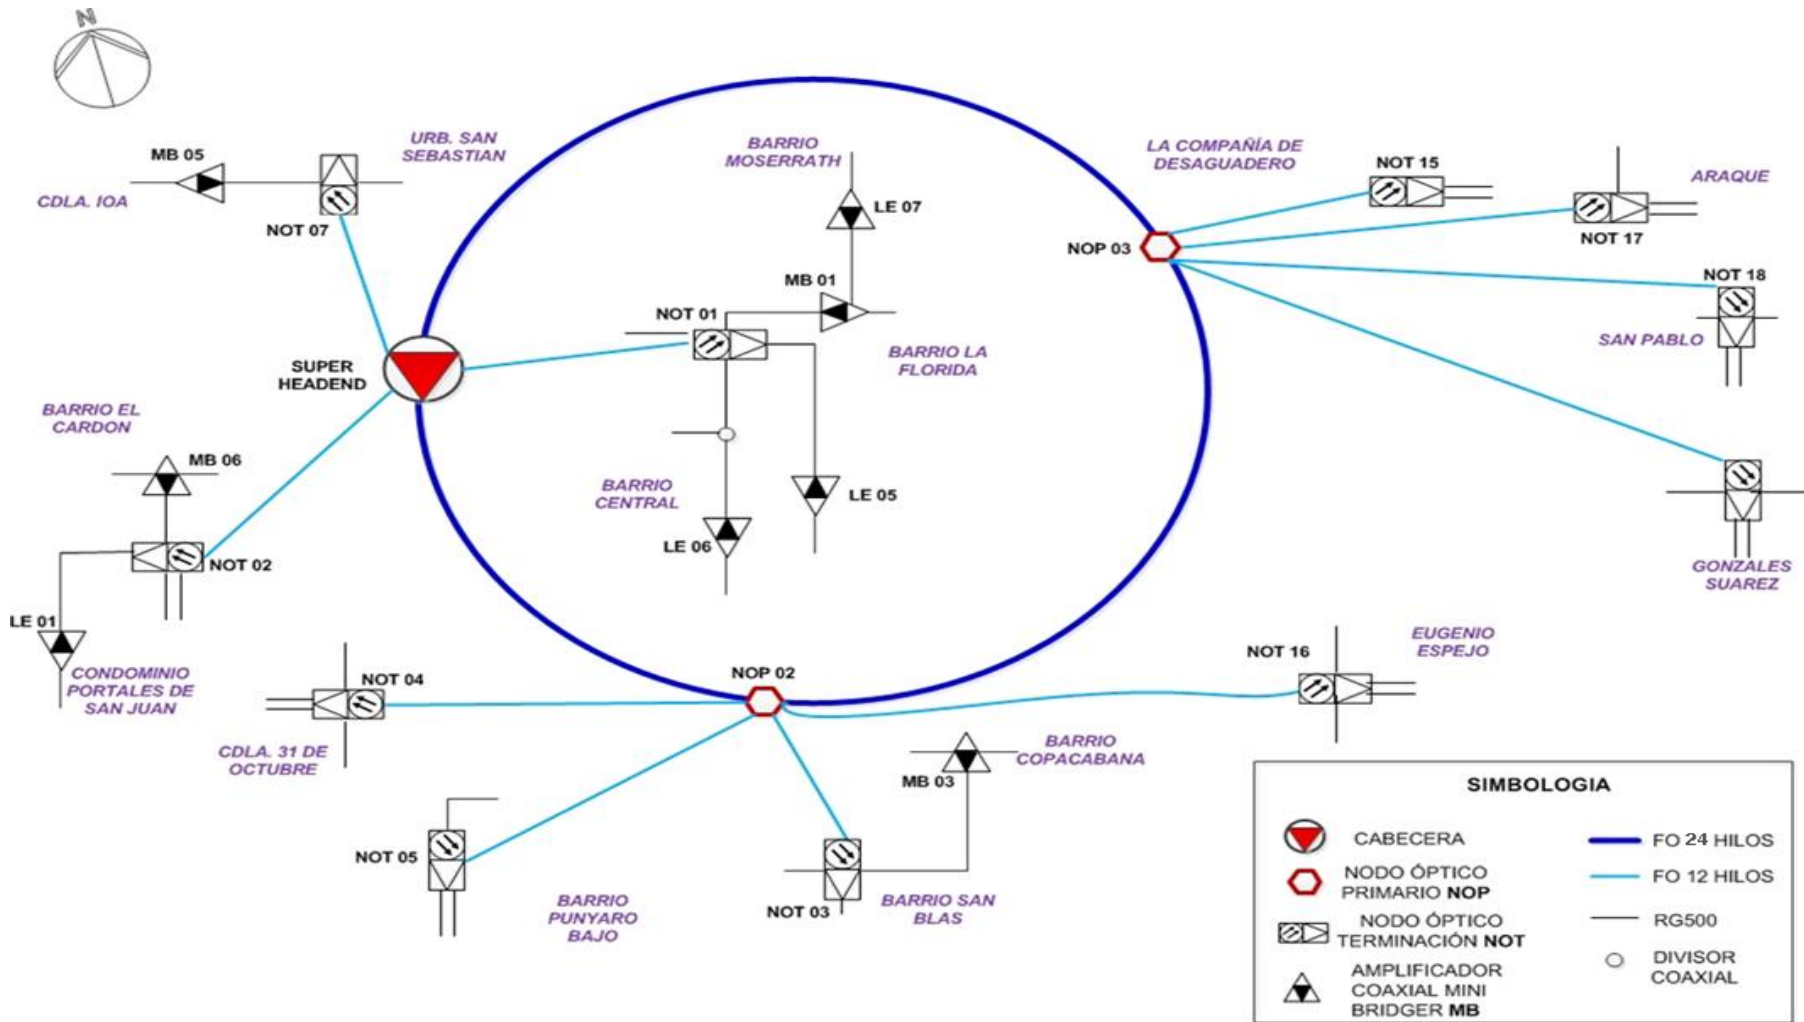 N
URB. SAN
SEBASTIAN
MB 05
CDLA. IOA
NOT 07
BARRIO
MOSERRATH
LE 07
MB 01
NOT 01
BARRIO LA
FLORIDA
LA COMPAÑÍA DE
DESAGUADERO
NOT 15
ARAQUE
NOP 03
NOT 17
NOT 18
SAN PABLO
SUPER
HEADEND
BARRIO EL
CARDON
MB 06
BARRIO
CENTRAL
LE 05
LE 06
NOT 02
GONZALES
SUAREZ
LE 01
CONDOMINIO
PORTALES DE
SAN JUAN
NOT 04
NOP 02
NOT 16
EUGENIO
ESPEJO
CDLA. 31 DE
OCTUBRE
BARRIO
COPACABANA
MB 03
NOT 05
BARRIO
PUNYARO
BAJO
NOT 03
BARRIO SAN
BLAS
SIMBOLOGIA
CABECERA
NODO ÓPTICO
PRIMARIO NOP
NODO ÓPTICO
TERMINACIÓN NOT
AMPLIFICADOR
COAXIAL MINI
BRIDGER MB
FO 24 HILOS
FO 12 HILOS
RG500
DIVISOR
COAXIAL